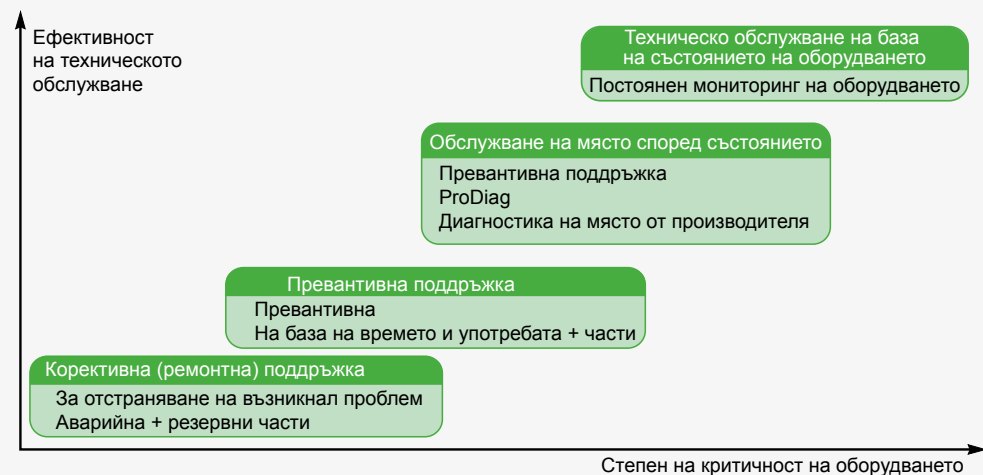 Ефективност
на техническото
обслужване
Техническо обслужване на база
на състоянието на оборудването
Постоянен мониторинг на оборудването
Обслужване на място според състоянието
Превантивна поддръжка
ProDiag
Диагностика на място от производителя
Превантивна поддръжка
Превантивна
На база на времето и употребата + части
Корективна (ремонтна) поддръжка
За отстраняване на възникнал проблем
Аварийна + резервни части
Степен на критичност на оборудването